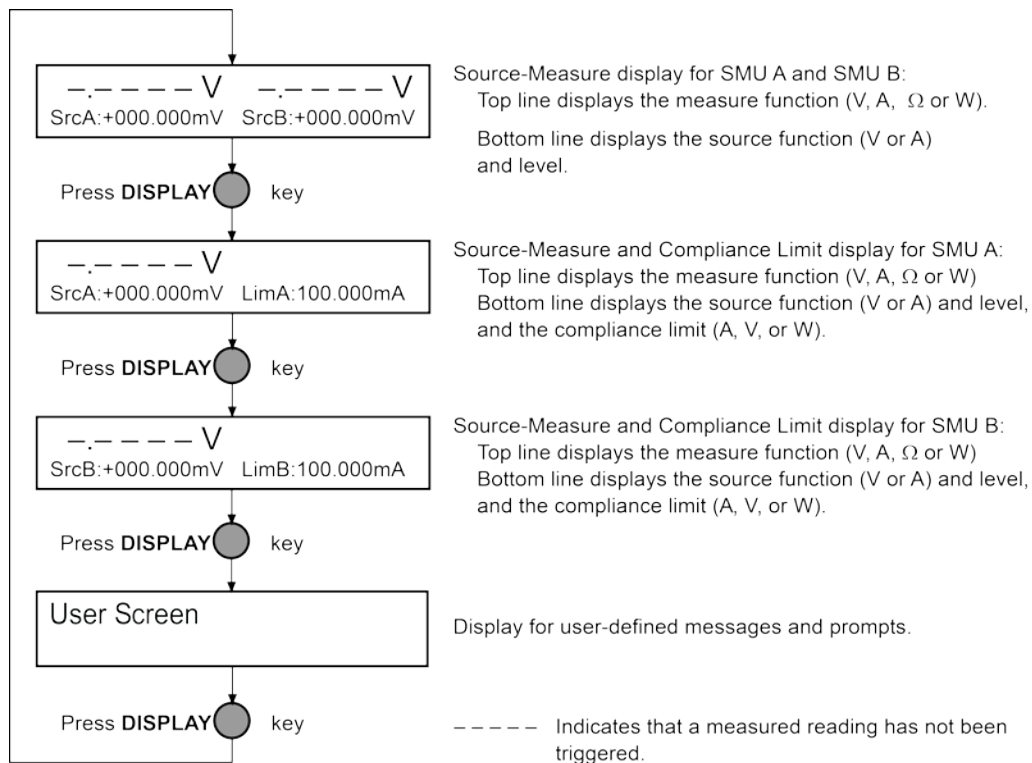 –.– – – – V –.– – – – V
SrcA:+000.000mV SrcB:+000.000mV
Source-Measure display for SMU A and SMU B:
Top line displays the measure function (V, A, Ω or W).
Bottom line displays the source function (V or A)
and level.
Press DISPLAY key
–.– – – – V
SrcA:+000.000mV LimA:100.000mA
Source-Measure and Compliance Limit display for SMU A:
Top line displays the measure function (V, A, Ω or W)
Bottom line displays the source function (V or A) and level,
and the compliance limit (A, V, or W).
Press DISPLAY key
–.– – – – V
SrcB:+000.000mV LimB:100.000mA
Source-Measure and Compliance Limit display for SMU B:
Top line displays the measure function (V, A, Ω or W)
Bottom line displays the source function (V or A) and level,
and the compliance limit (A, V, or W).
Press DISPLAY key
User Screen
Display for user-defined messages and prompts.
Press DISPLAY key
– – – – – Indicates that a measured reading has not been
triggered.